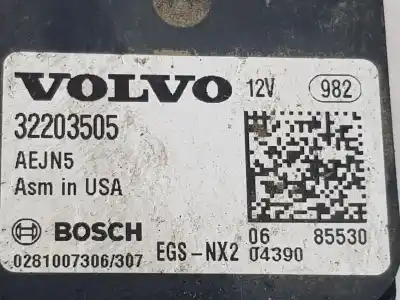 VOLVO 12V 982
32203505
AEJN5
Asm in USA
BOSCH EGS-NX2 06 85530
0281007306/307 04390